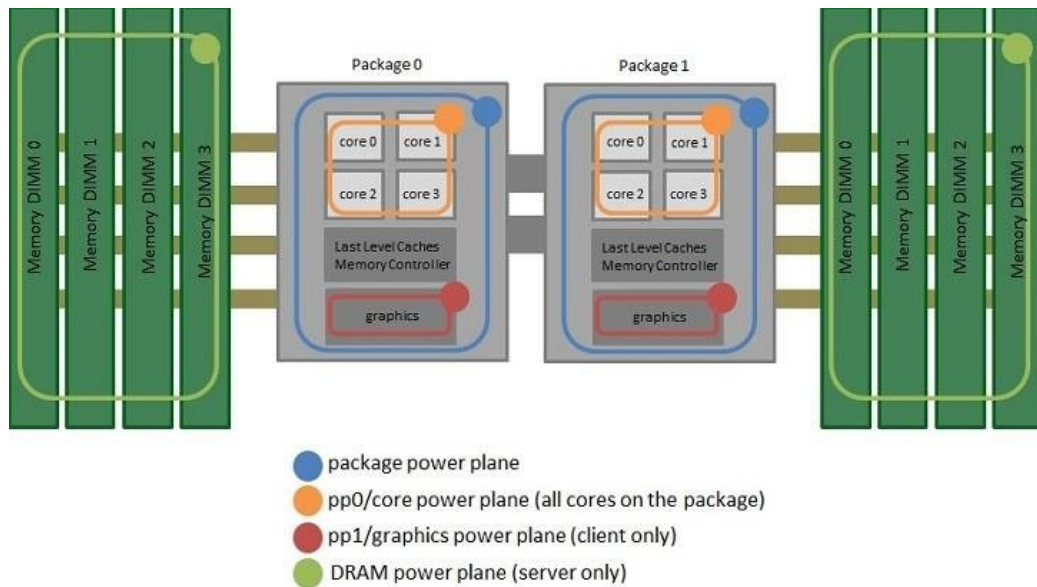 Package 0
Package 1
Memory DIMM 0
Memory DIMM 1
Memory DIMM 2
Memory DIMM 3
core 0
core 1
core 2
core 3
Last Level Caches
Memory Controller
graphics
core 0
core 1
core 2
core 3
Last Level Caches
Memory Controller
graphics
Memory DIMM 0
Memory DIMM 1
Memory DIMM 2
Memory DIMM 3
package power plane
pp0/core power plane (all cores on the package)
pp1/graphics power plane (client only)
DRAM power plane (server only)